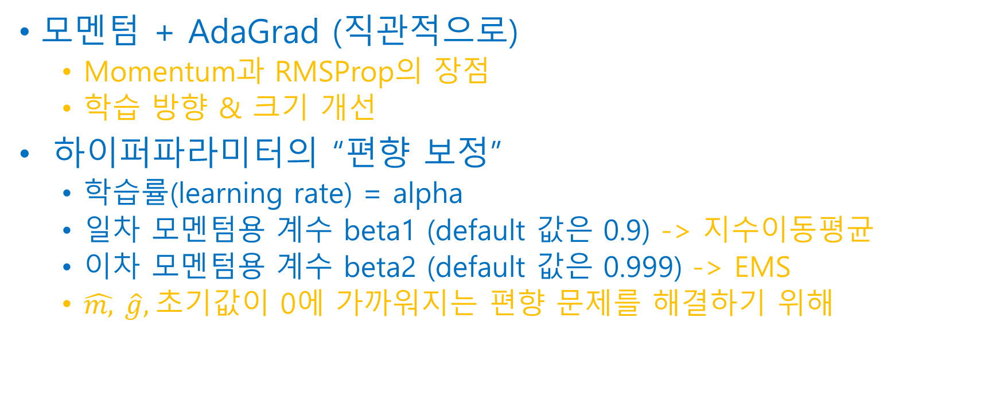 • 모멘텀 + AdaGrad (직관적으로)
• Momentum과 RMSProp의 장점
• 학습 방향 & 크기 개선
• 하이퍼파라미터의 “편향 보정”
• 학습률(learning rate) = alpha
• 일차 모멘텀용 계수 beta1 (default 값은 0.9) -> 지수이동평균
• 이차 모멘텀용 계수 beta2 (default 값은 0.999) -> EMS
• m̂, ĝ, 초기값이 0에 가까워지는 편향 문제를 해결하기 위해